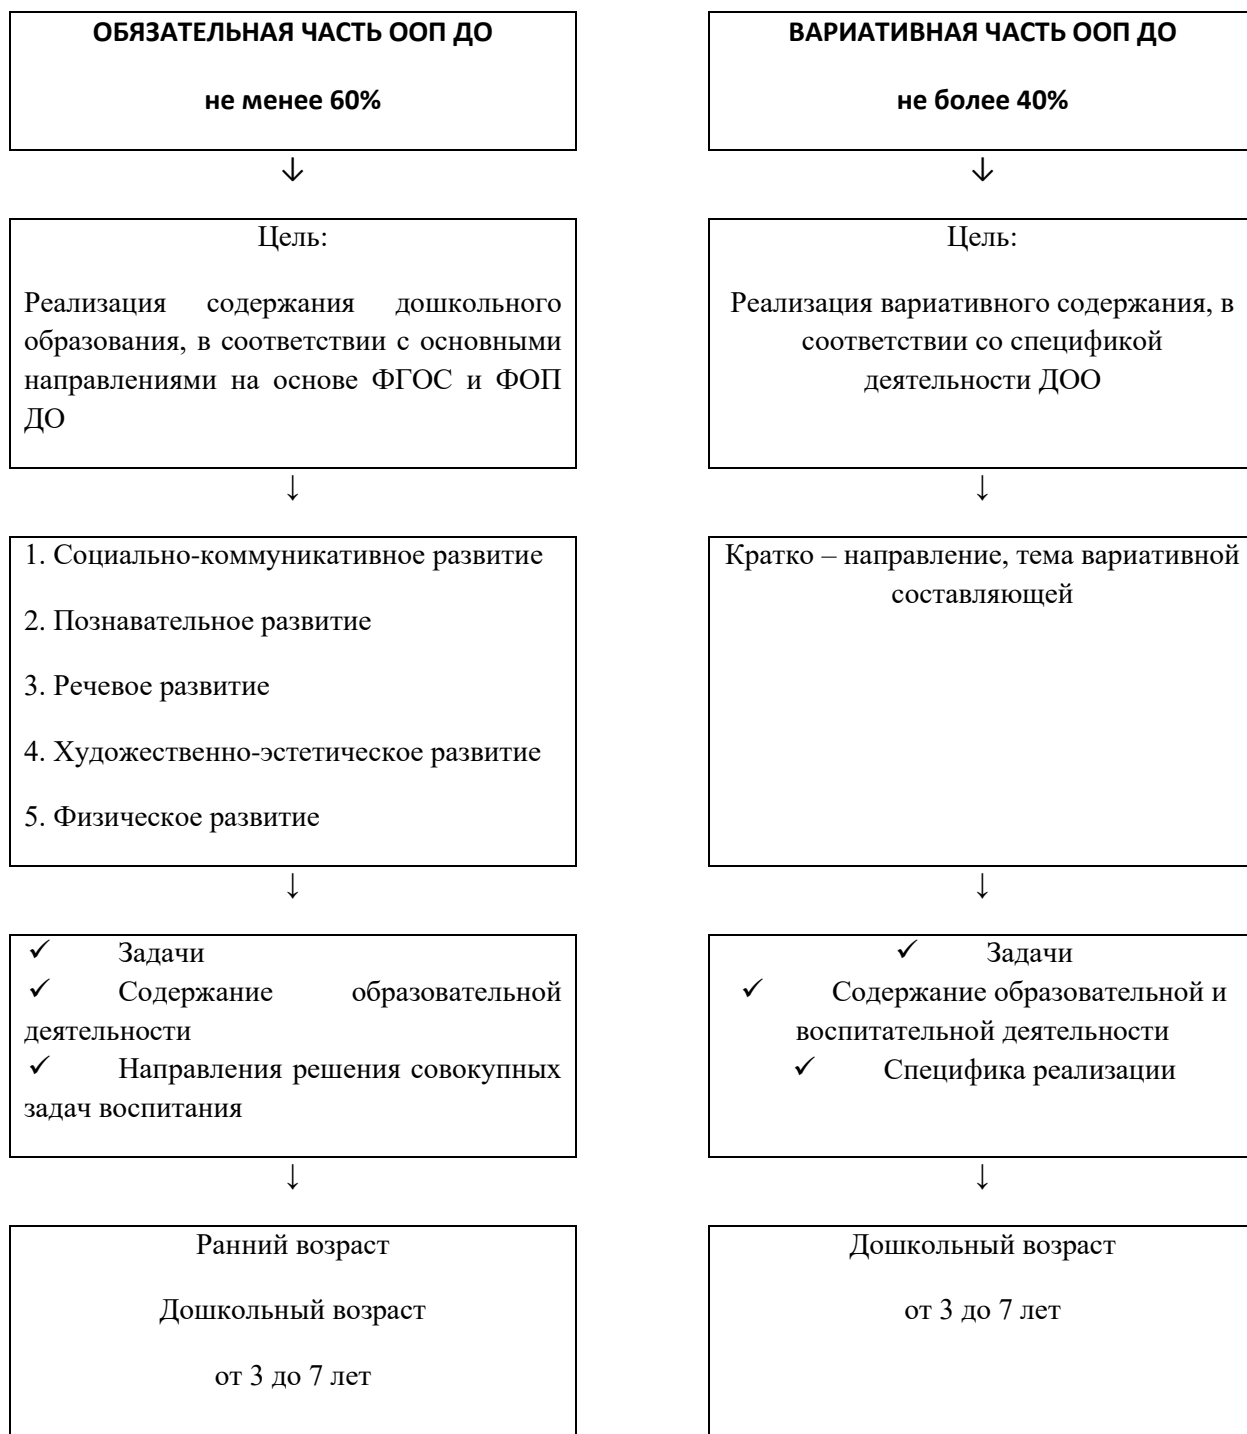 ОБЯЗАТЕЛЬНАЯ ЧАСТЬ ООП ДО
не менее 60%
↓
Цель:
Реализация содержания дошкольного
образования, в соответствии с основными
направлениями на основе ФГОС и ФОП
ДО
↓
1. Социально-коммуникативное развитие
2. Познавательное развитие
3. Речевое развитие
4. Художественно-эстетическое развитие
5. Физическое развитие
↓
✓ Задачи
✓ Содержание образовательной
деятельности
✓ Направления решения совокупных
задач воспитания
↓
Ранний возраст
Дошкольный возраст
от 3 до 7 лет
ВАРИАТИВНАЯ ЧАСТЬ ООП ДО
не более 40%
↓
Цель:
Реализация вариативного содержания, в
соответствии со спецификой
деятельности ДОО
↓
Кратко – направление, тема вариативной
составляющей
↓
✓ Задачи
✓ Содержание образовательной и
воспитательной деятельности
✓ Специфика реализации
↓
Дошкольный возраст
от 3 до 7 лет